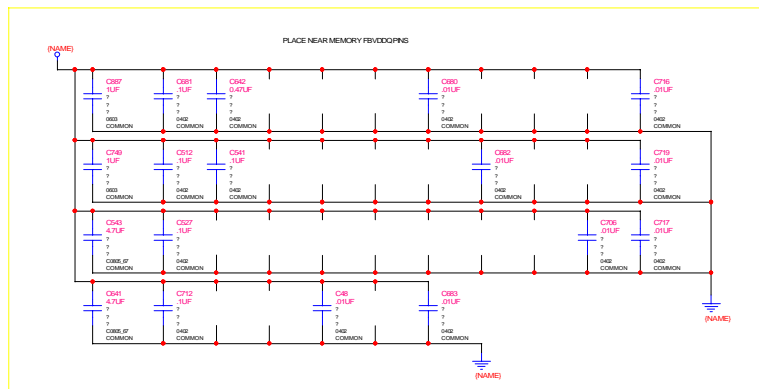 PLACE NEAR MEMORY FBVDDQ PINS
(NAME)
C887
1UF
?
?
?
0603
COMMON
C681
.1UF
?
?
?
0402
COMMON
C642
0.47UF
?
?
?
0402
COMMON
C680
.01UF
?
?
?
0402
COMMON
C716
.01UF
?
?
?
0402
COMMON
C749
1UF
?
?
?
0603
COMMON
C512
.1UF
?
?
?
0402
COMMON
C541
.1UF
?
?
?
0402
COMMON
C682
.01UF
?
?
?
0402
COMMON
C719
.01UF
?
?
?
0402
COMMON
C543
4.7UF
?
?
?
C0805_67
COMMON
C527
.1UF
?
?
?
0402
COMMON
C706
.01UF
?
?
?
0402
COMMON
C717
.01UF
?
?
?
0402
COMMON
C641
4.7UF
?
?
?
C0805_67
COMMON
C712
.1UF
?
?
?
0402
COMMON
C48
.01UF
?
?
?
0402
COMMON
C683
.01UF
?
?
?
0402
COMMON
(NAME)
(NAME)